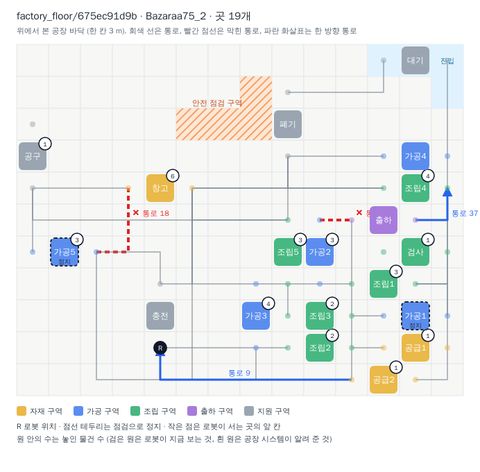 factory_floor/675ec91d9b · Bazaraa75_2 · 곳 19개
위에서 본 공장 바닥 (한 칸 3 m). 회색 선은 통로, 빨간 점선은 막힌 통로, 파란 화살표는 한 방향 통로
대기
진입
안전 점검 구역
폐기
공구
1
가공4
창고
6
조립4
4
통로 18
출하
통로 37
가공5
3
정지
조립5
3
가공2
3
검사
1
조립1
3
충전
가공3
4
조립3
2
가공1
정지
R
조립2
2
공급1
1
통로 9
공급2
1
자재 구역
가공 구역
조립 구역
출하 구역
지원 구역
R 로봇 위치 · 점선 테두리는 점검으로 정지 · 작은 점은 로봇이 서는 곳의 앞 칸
원 안의 수는 놓인 물건 수 (검은 원은 로봇이 지금 보는 것, 흰 원은 공장 시스템이 알려 준 것)